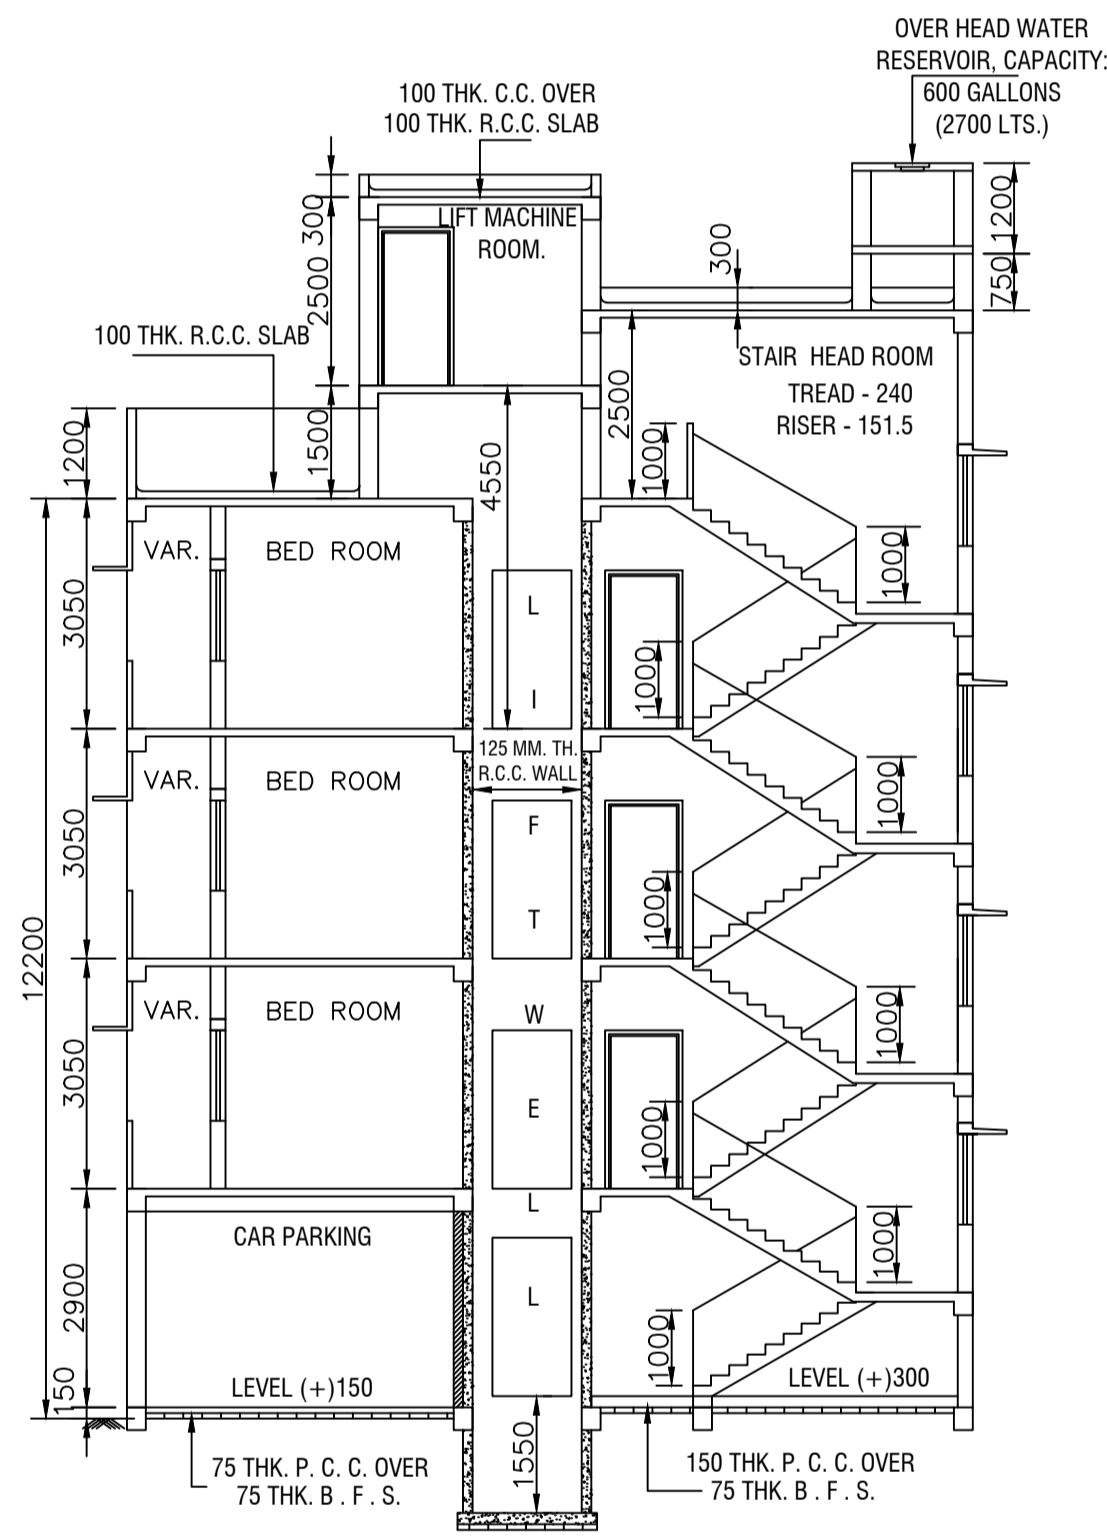 OVER HEAD WATER
RESERVOIR, CAPACITY:
600 GALLONS
(2700 LTS.)
100 THK. C.C. OVER
100 THK. R.C.C. SLAB
LIFT MACHINE
ROOM.
300
2500
1500
300
1200
750
100 THK. R.C.C. SLAB
STAIR HEAD ROOM
TREAD - 240
RISER - 151.5
1200
4550
2500
1000
VAR.
BED ROOM
1000
3050
L
I
1000
125 MM. TH.
R.C.C. WALL
VAR.
BED ROOM
1000
3050
F
T
1000
12200
VAR.
BED ROOM
W
1000
3050
E
1000
L
CAR PARKING
1000
2900
L
1000
150
LEVEL (+)150
LEVEL (+)300
1550
75 THK. P. C. C. OVER
75 THK. B . F . S.
150 THK. P. C. C. OVER
75 THK. B . F . S.